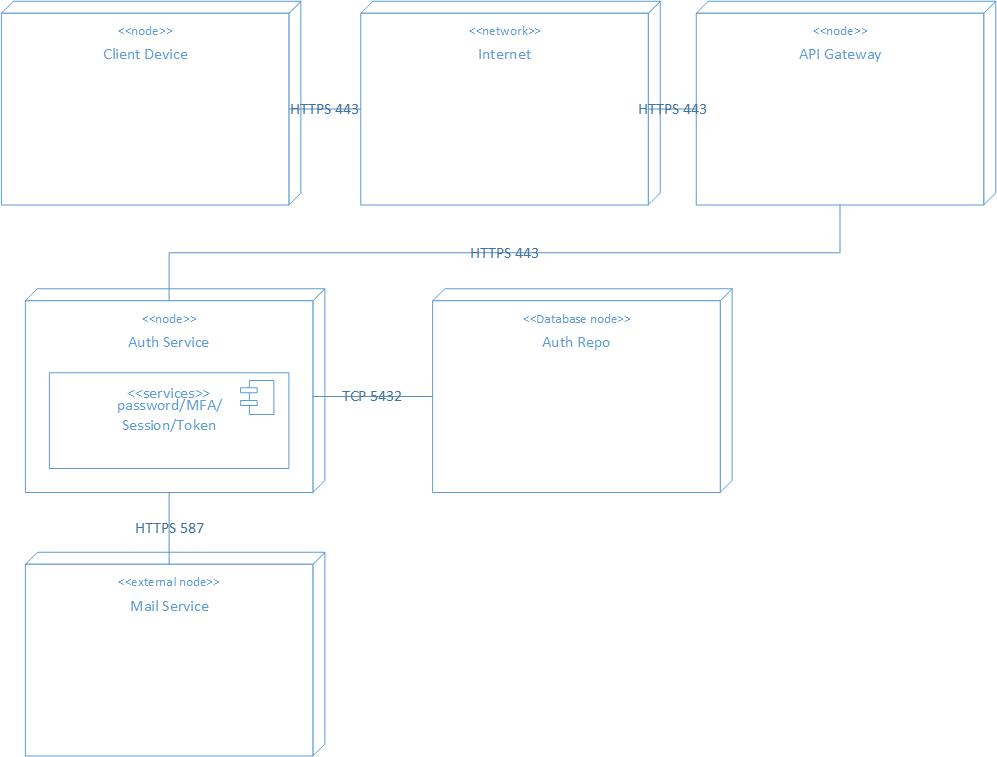 <<node>>
Client Device
<<network>>
Internet
<<node>>
API Gateway
HTTPS 443
HTTPS 443
HTTPS 443
<<node>>
Auth Service
<<services>>
password/MFA/
Session/Token
TCP 5432
<<Database node>>
Auth Repo
HTTPS 587
<<external node>>
Mail Service